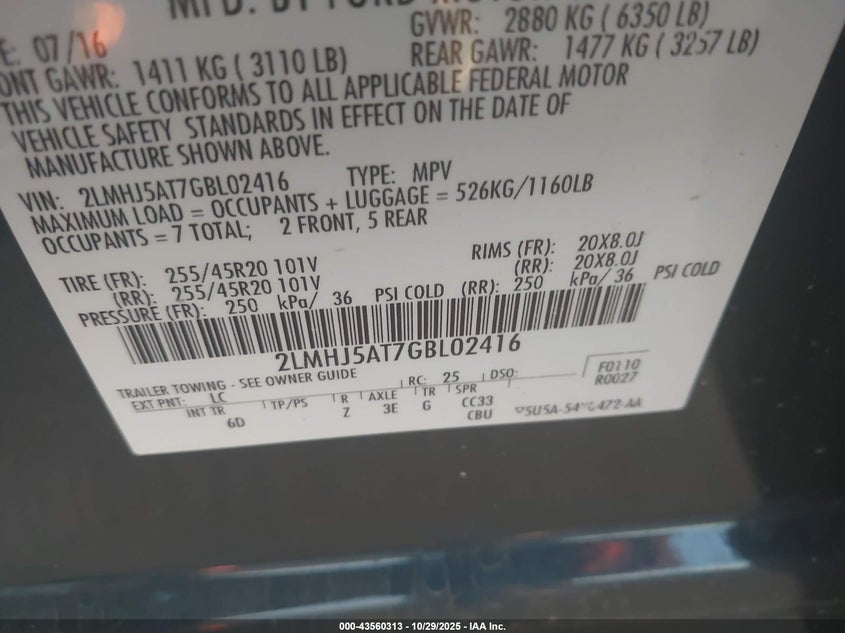 MFD. BY FORD MOTOR
E: 07/16 GVWR: 2880 KG ( 6350 LB)
ONT GAWR: 1411 KG ( 3110 LB) REAR GAWR: 1477 KG ( 3257 LB)
THIS VEHICLE CONFORMS TO ALL APPLICABLE FEDERAL MOTOR
VEHICLE SAFETY STANDARDS IN EFFECT ON THE DATE OF
MANUFACTURE SHOWN ABOVE.
VIN: 2LMHJ5AT7GBL02416 TYPE: MPV
MAXIMUM LOAD = OCCUPANTS + LUGGAGE = 526KG/1160LB
OCCUPANTS = 7 TOTAL; 2 FRONT, 5 REAR
TIRE (FR): 255/45R20 101V RIMS (FR): 20X8.0J
(RR): 255/45R20 101V (RR): 20X8.0J
PRESSURE (FR): 250 kPa/ 36 PSI COLD (RR): 250 kPa/ 36 PSI COLD
2LMHJ5AT7GBL02416
TRAILER TOWING - SEE OWNER GUIDE
EXT PNT: LC RC: 25 DSO: F0110
R0027
INT TR TP/PS R AXLE TR SPR
6D Z 3E G CC33
CBU
000-43560313 - 10/29/2025 - IAA Inc.